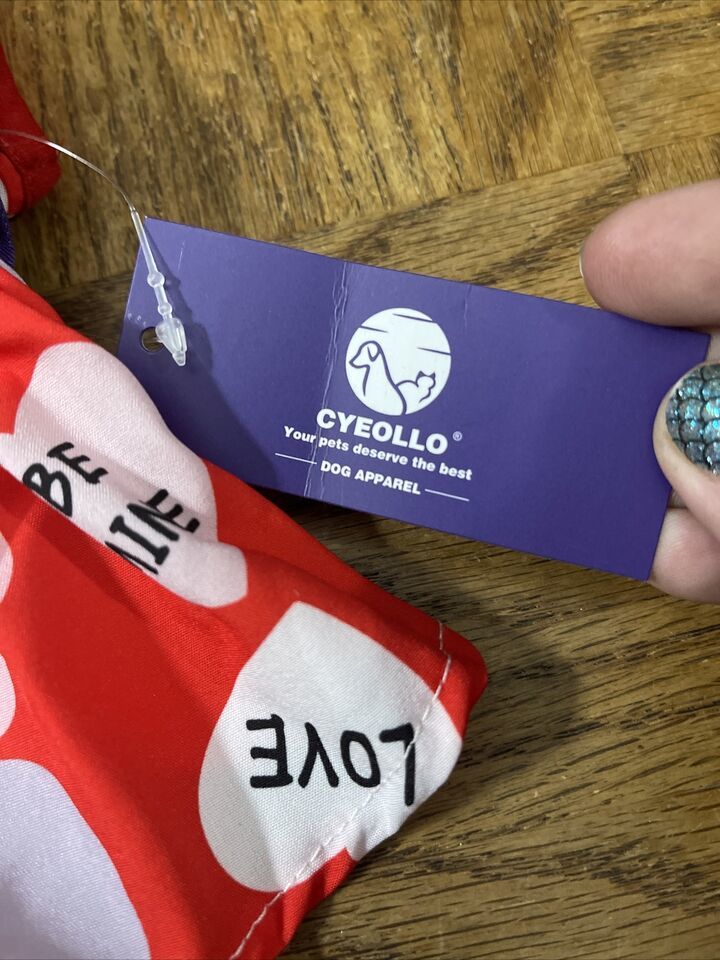 CYEOLLO®
Your pets deserve the best
DOG APPAREL
BE
MINE
LOVE